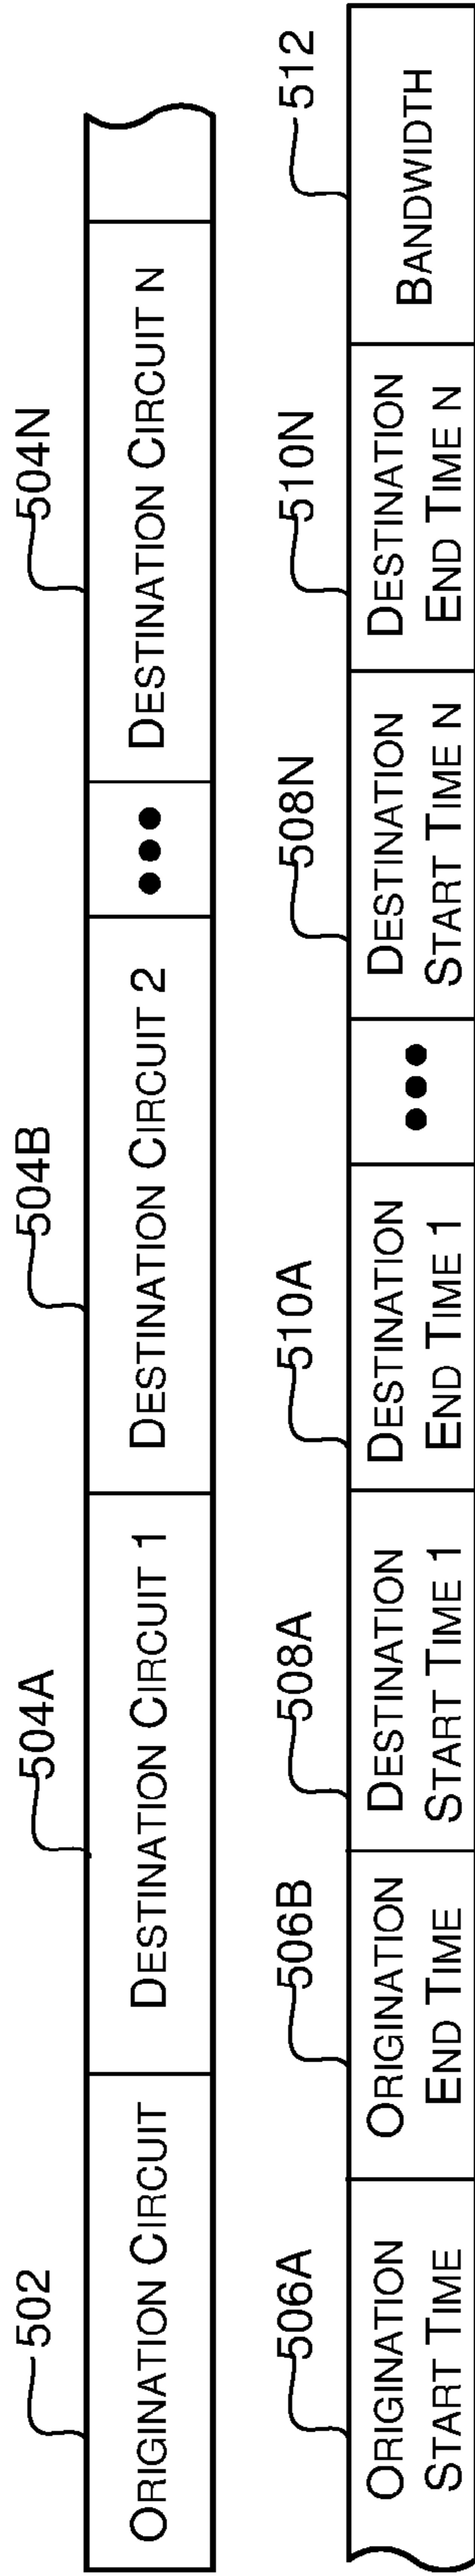 502
504A
504B
504N
ORIGINATION CIRCUIT
DESTINATION CIRCUIT 1
DESTINATION CIRCUIT 2
•••
DESTINATION CIRCUIT N
506A
506B
508A
510A
508N
510N
512
ORIGINATION
START TIME
ORIGINATION
END TIME
DESTINATION
START TIME 1
DESTINATION
END TIME 1
•••
DESTINATION
START TIME N
DESTINATION
END TIME N
BANDWIDTH